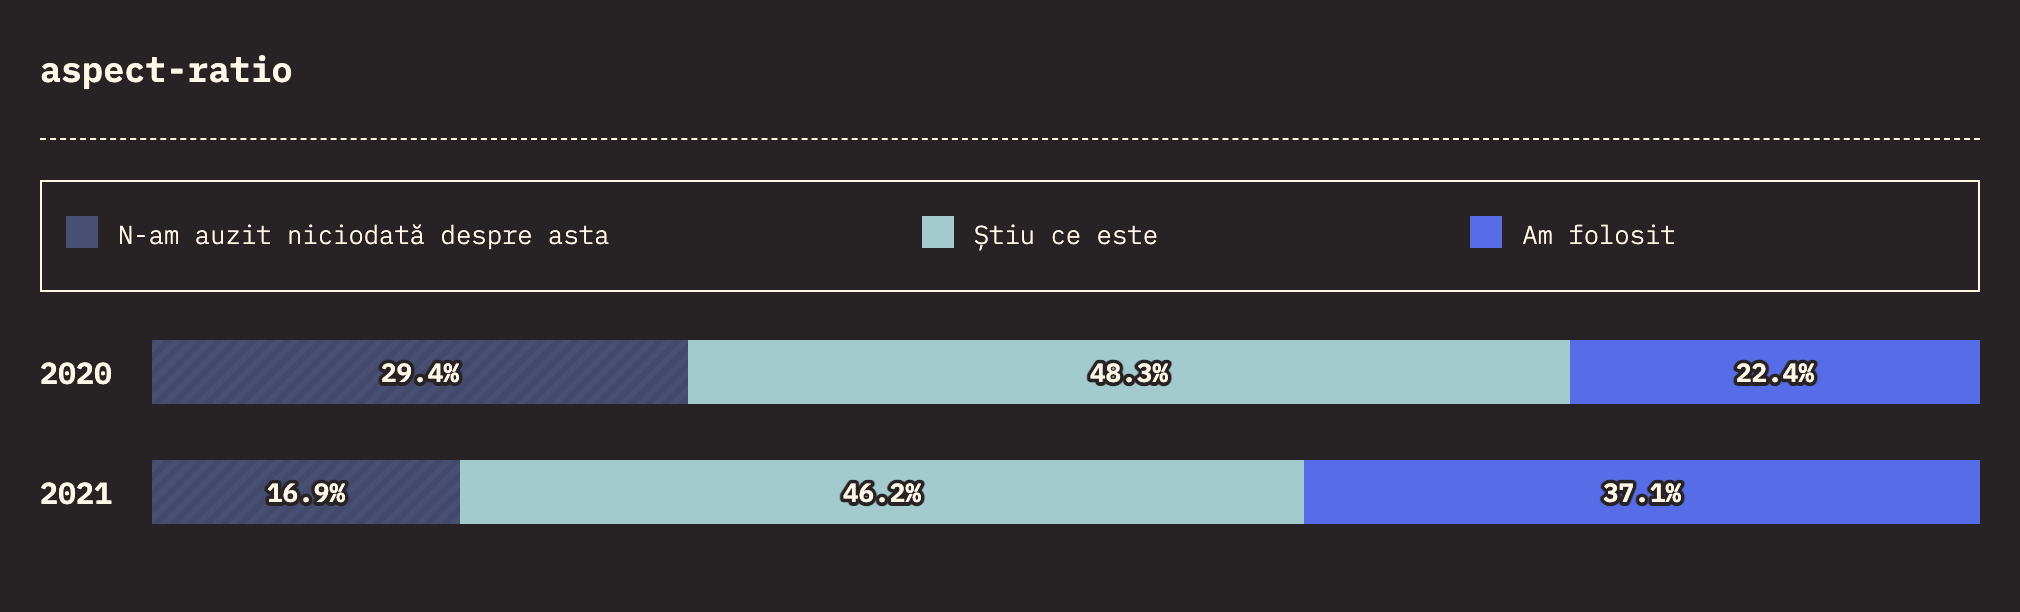 aspect-ratio
N-am auzit niciodată despre asta
Știu ce este
Am folosit
2020 29.4% 48.3% 22.4%
2021 16.9% 46.2% 37.1%